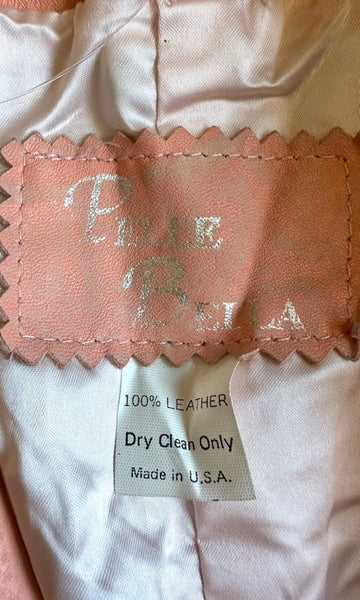 PELLE
BELLA
100% LEATHER
Dry Clean Only
Made in U.S.A.